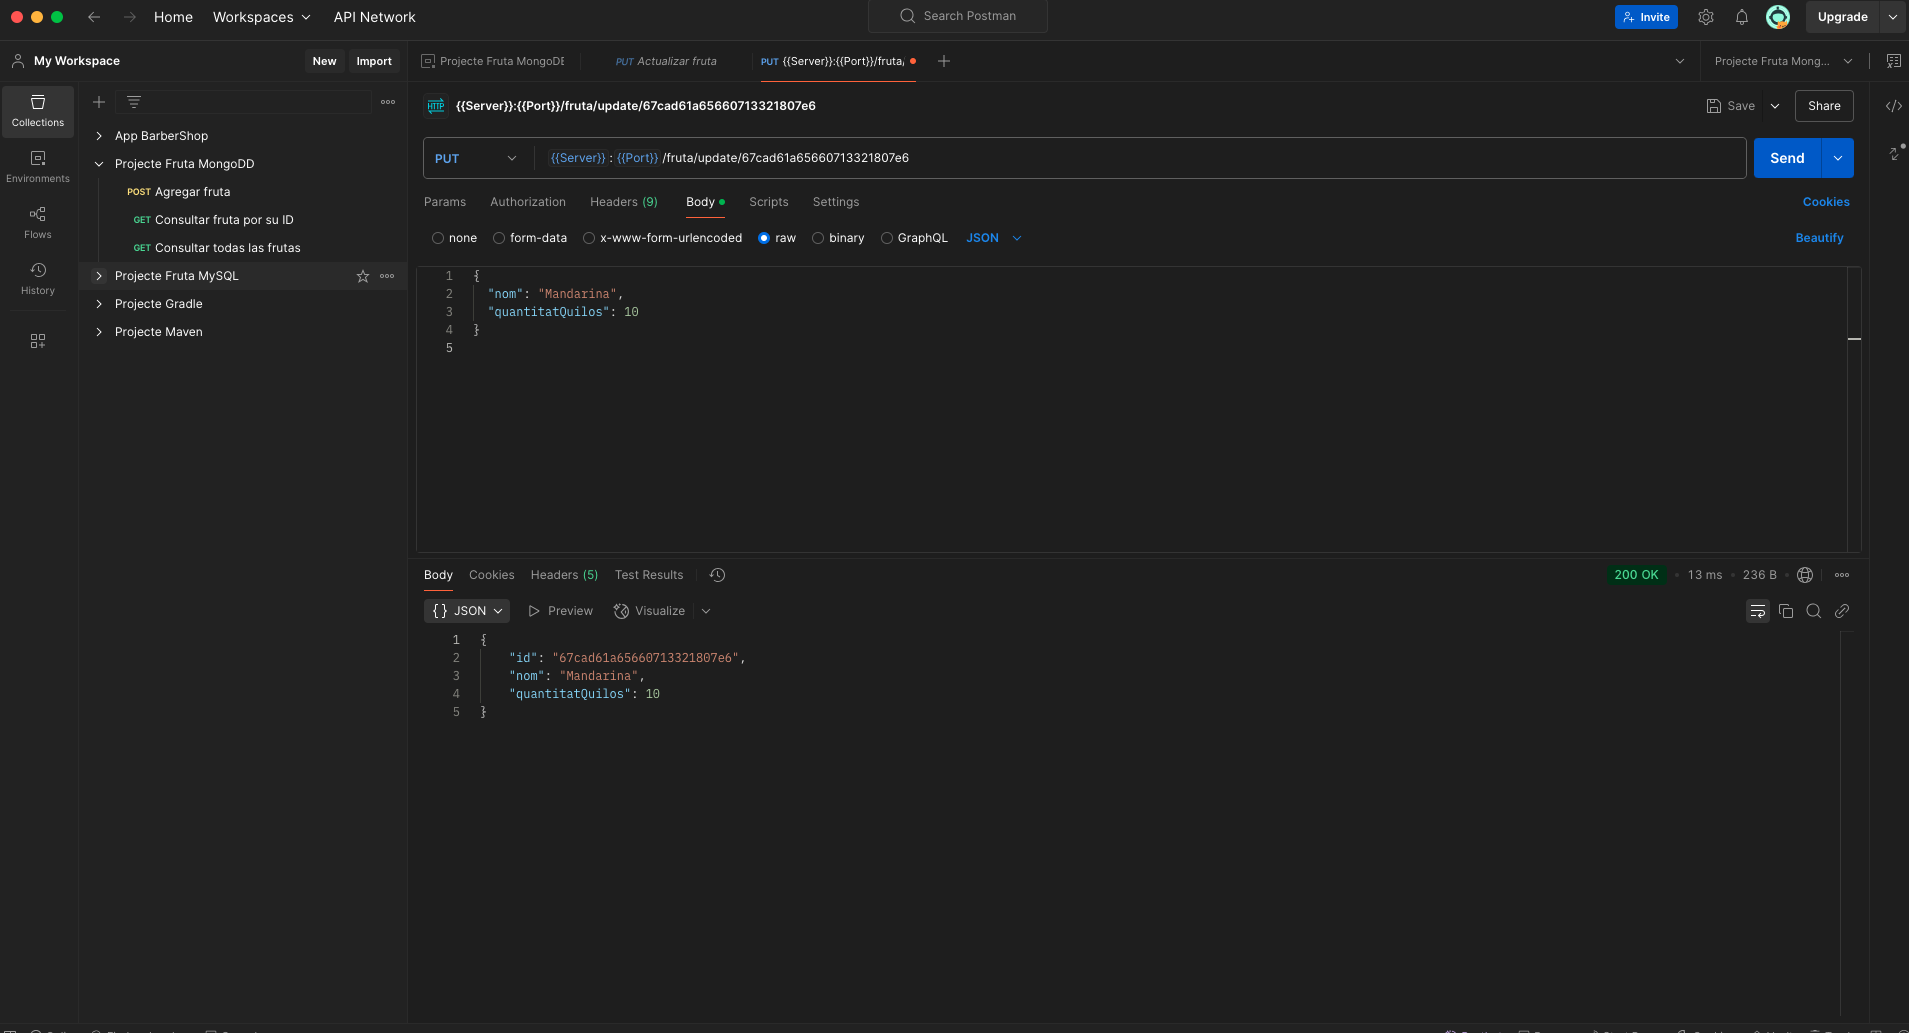 Home Workspaces API Network Search Postman Invite Upgrade
My Workspace New Import Projecte Fruta MongoDB PUT Actualizar fruta PUT {{Server}}:{{Port}}/fruta/ Projecte Fruta Mong...
Collections
Environments
Flows
History
App BarberShop
Projecte Fruta MongoDD
POST Agregar fruta
GET Consultar fruta por su ID
GET Consultar todas las frutas
Projecte Fruta MySQL
Projecte Gradle
Projecte Maven
HTTP {{Server}}:{{Port}}/fruta/update/67cad61a65660713321807e6 Save Share
PUT {{Server}}:{{Port}}/fruta/update/67cad61a65660713321807e6 Send
Params Authorization Headers (9) Body Scripts Settings Cookies
none form-data x-www-form-urlencoded raw binary GraphQL JSON Beautify
1 {
2 "nom": "Mandarina",
3 "quantitatQuilos": 10
4 }
5
Body Cookies Headers (5) Test Results 200 OK • 13 ms • 236 B
{} JSON Preview Visualize
1 {
2 "id": "67cad61a65660713321807e6",
3 "nom": "Mandarina",
4 "quantitatQuilos": 10
5 }